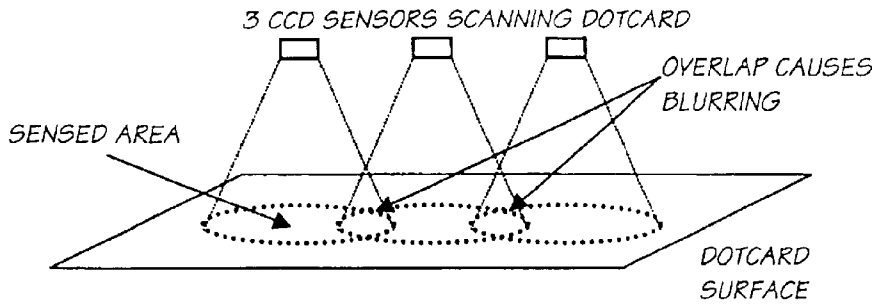 3 CCD SENSORS SCANNING DOTCARD
OVERLAP CAUSES
BLURRING
SENSED AREA
DOTCARD
SURFACE